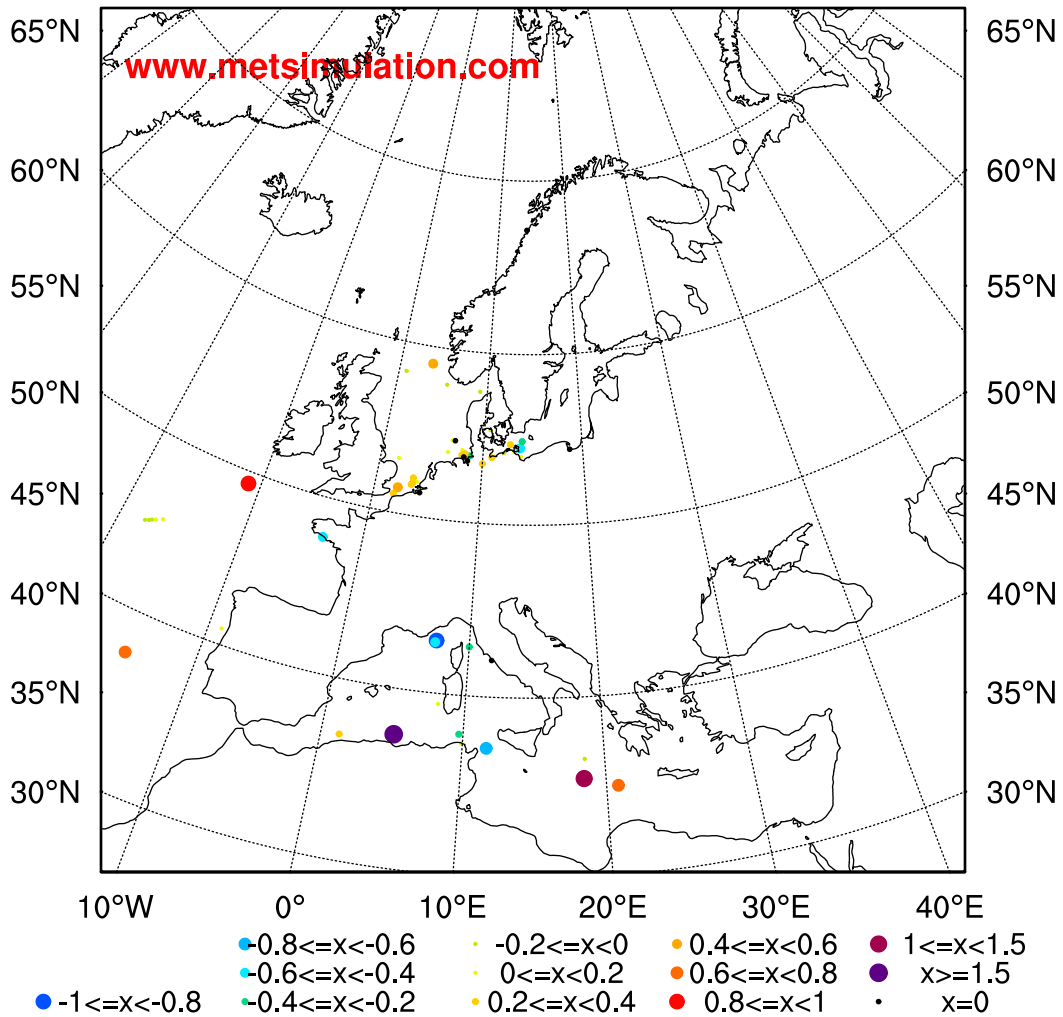 65°N 65°N
www.metsimulation.com
60°N 60°N
55°N 55°N
50°N 50°N
45°N 45°N
40°N 40°N
35°N 35°N
30°N 30°N
10°W 0° 10°E 20°E 30°E 40°E
-0.8<=x<-0.6 -0.2<=x<0 0.4<=x<0.6 1<=x<1.5
-0.6<=x<-0.4 0<=x<0.2 0.6<=x<0.8 x>=1.5
-1<=x<-0.8 -0.4<=x<-0.2 0.2<=x<0.4 0.8<=x<1 x=0